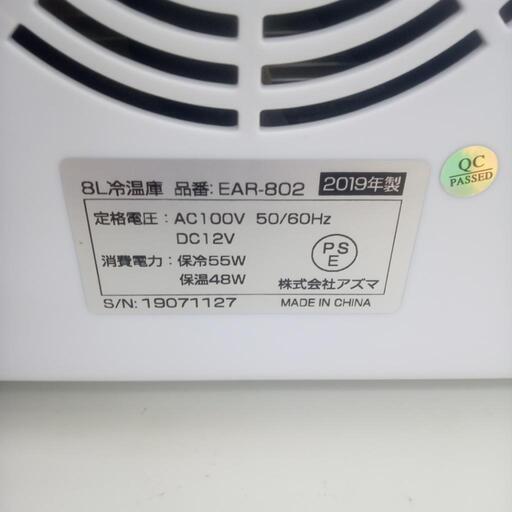 8L冷温庫 品番: EAR-802 2019年製
定格電圧: AC100V 50/60Hz
DC12V
消費電力: 保冷55W
保温48W
S/N: 19071127
PS
E
株式会社アズマ
MADE IN CHINA
QC
PASSED